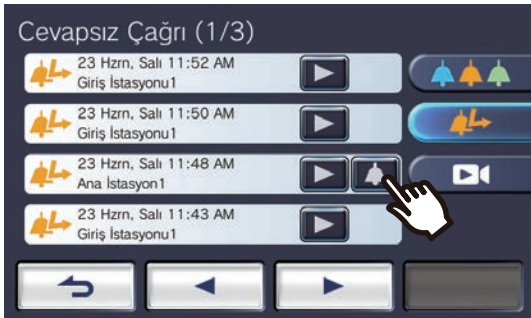 Cevapsız Çağrı (1/3)
23 Hzrn, Salı 11:52 AM
Giriş İstasyonu1
23 Hzrn, Salı 11:50 AM
Giriş İstasyonu1
23 Hzrn, Salı 11:48 AM
Ana İstasyon1
23 Hzrn, Salı 11:43 AM
Giriş İstasyonu1